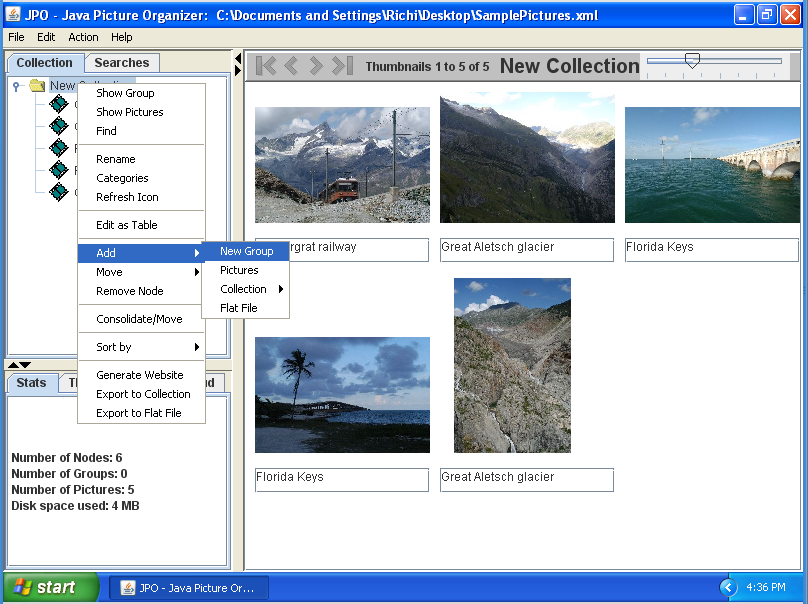 JPO - Java Picture Organizer: C:\Documents and Settings\Richi\Desktop\SamplePictures.xml
File Edit Action Help
Collection Searches
Thumbnails 1 to 5 of 5 New Collection
New Collection
Show Group
Show Pictures
Find
Rename
Categories
Refresh Icon
Edit as Table
Add
Move
Remove Node
Consolidate/Move
Sort by
Generate Website
Export to Collection
Export to Flat File
New Group
Pictures
Collection
Flat File
rgrat railway
Great Aletsch glacier
Florida Keys
Florida Keys
Great Aletsch glacier
Stats
Number of Nodes: 6
Number of Groups: 0
Number of Pictures: 5
Disk space used: 4 MB
start
JPO - Java Picture Or...
4:36 PM